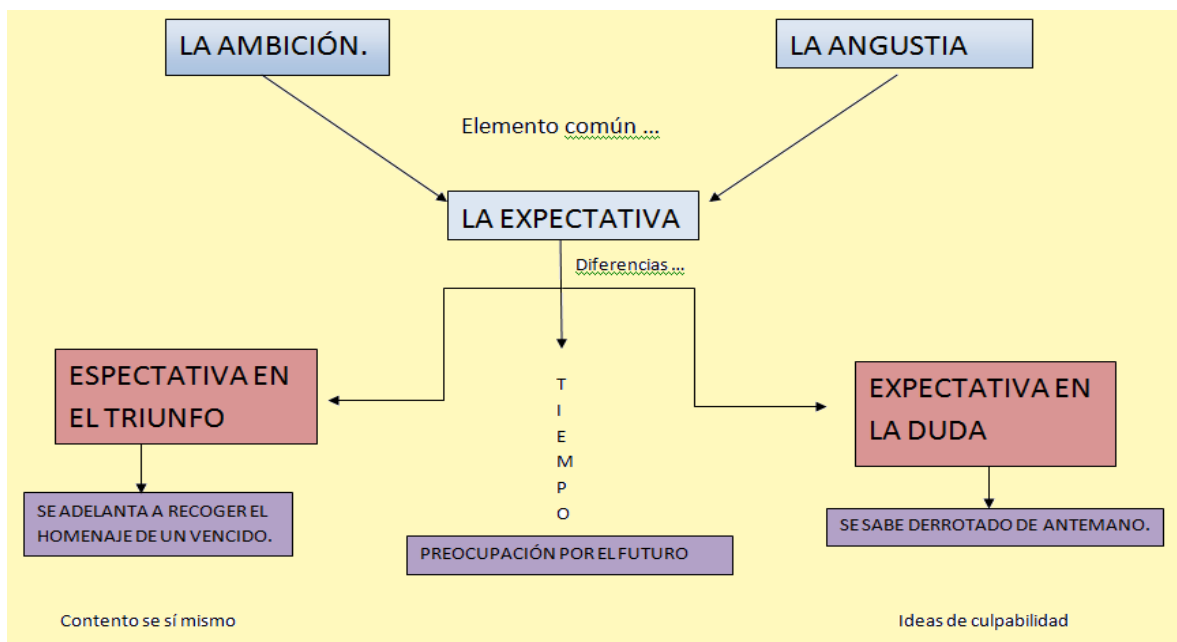 LA AMBICIÓN.
LA ANGUSTIA
Elemento común ...
LA EXPECTATIVA
Diferencias ...
ESPECTATIVA EN
EL TRIUNFO
T
I
E
M
P
O
EXPECTATIVA EN
LA DUDA
SE ADELANTA A RECOGER EL
HOMENAJE DE UN VENCIDO.
PREOCUPACIÓN POR EL FUTURO
SE SABE DERROTADO DE ANTEMANO.
Contento se sí mismo
Ideas de culpabilidad